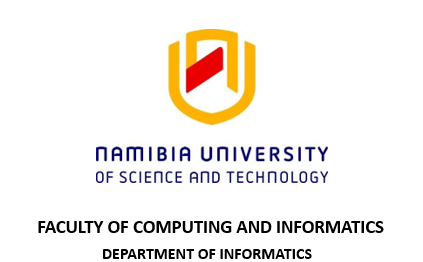 NAMIBIA UNIVERSITY
OF SCIENCE AND TECHNOLOGY
FACULTY OF COMPUTING AND INFORMATICS
DEPARTMENT OF INFORMATICS